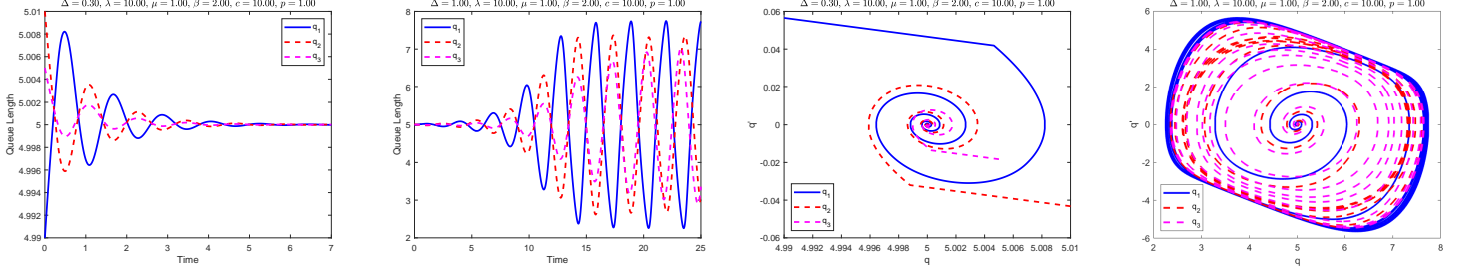 Δ = 0.30, λ = 10.00, μ = 1.00, β = 2.00, c = 10.00, p = 1.00
5.01
5.008
5.006
5.004
5.002
5
4.998
4.996
4.994
4.992
4.99
Queue Length
0 1 2 3 4 5 6 7
Time
q1
q2
q3
Δ = 1.00, λ = 10.00, μ = 1.00, β = 2.00, c = 10.00, p = 1.00
8
7
6
5
4
3
2
Queue Length
0 5 10 15 20 25
Time
q1
q2
q3
Δ = 0.30, λ = 10.00, μ = 1.00, β = 2.00, c = 10.00, p = 1.00
0.06
0.04
0.02
0
-0.02
-0.04
-0.06
q'
4.99 4.992 4.994 4.996 4.998 5 5.002 5.004 5.006 5.008 5.01
q
q1
q2
q3
Δ = 1.00, λ = 10.00, μ = 1.00, β = 2.00, c = 10.00, p = 1.00
6
4
2
0
-2
-4
-6
q'
2 3 4 5 6 7 8
q
q1
q2
q3